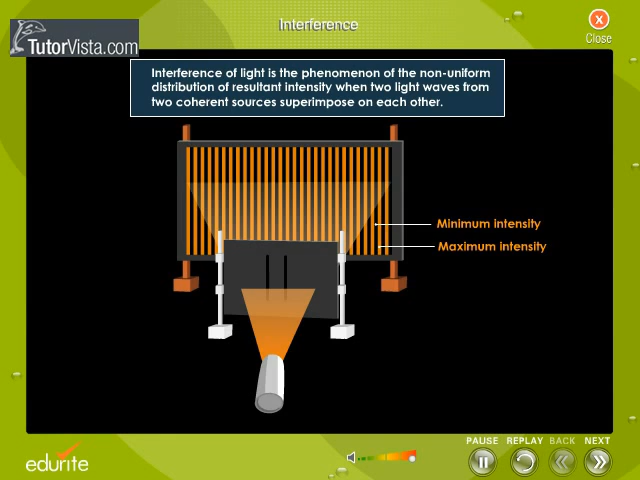 Interference
X
Close
TutorVista.com
Interference of light is the phenomenon of the non-uniform
distribution of resultant intensity when two light waves from
two coherent sources superimpose on each other.
Minimum intensity
Maximum intensity
PAUSE REPLAY BACK NEXT
edurite